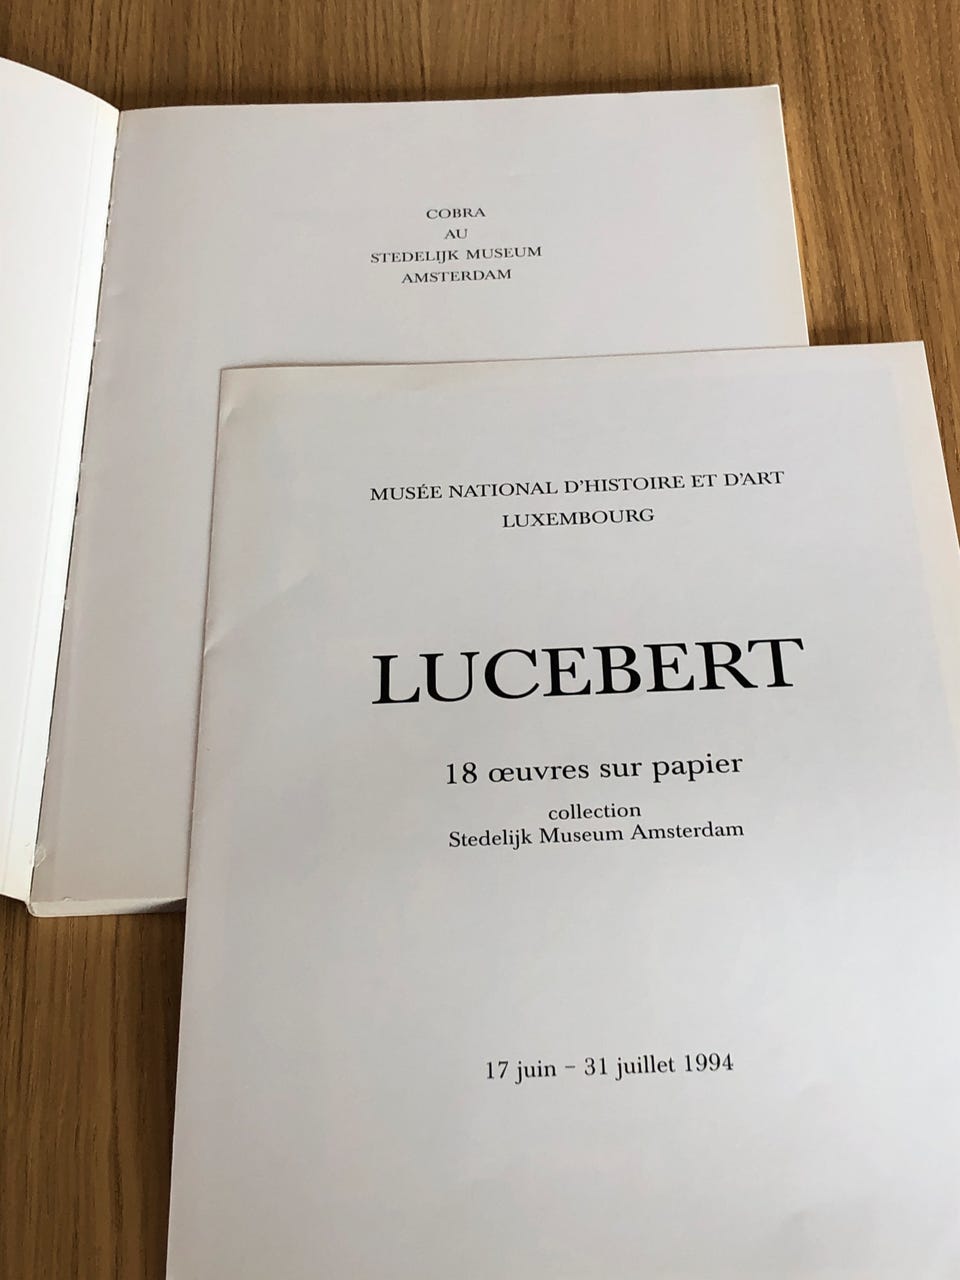 COBRA
AU
STEDELIJK MUSEUM
AMSTERDAM
MUSÉE NATIONAL D'HISTOIRE ET D'ART
LUXEMBOURG
LUCEBERT
18 œuvres sur papier
collection
Stedelijk Museum Amsterdam
17 juin – 31 juillet 1994